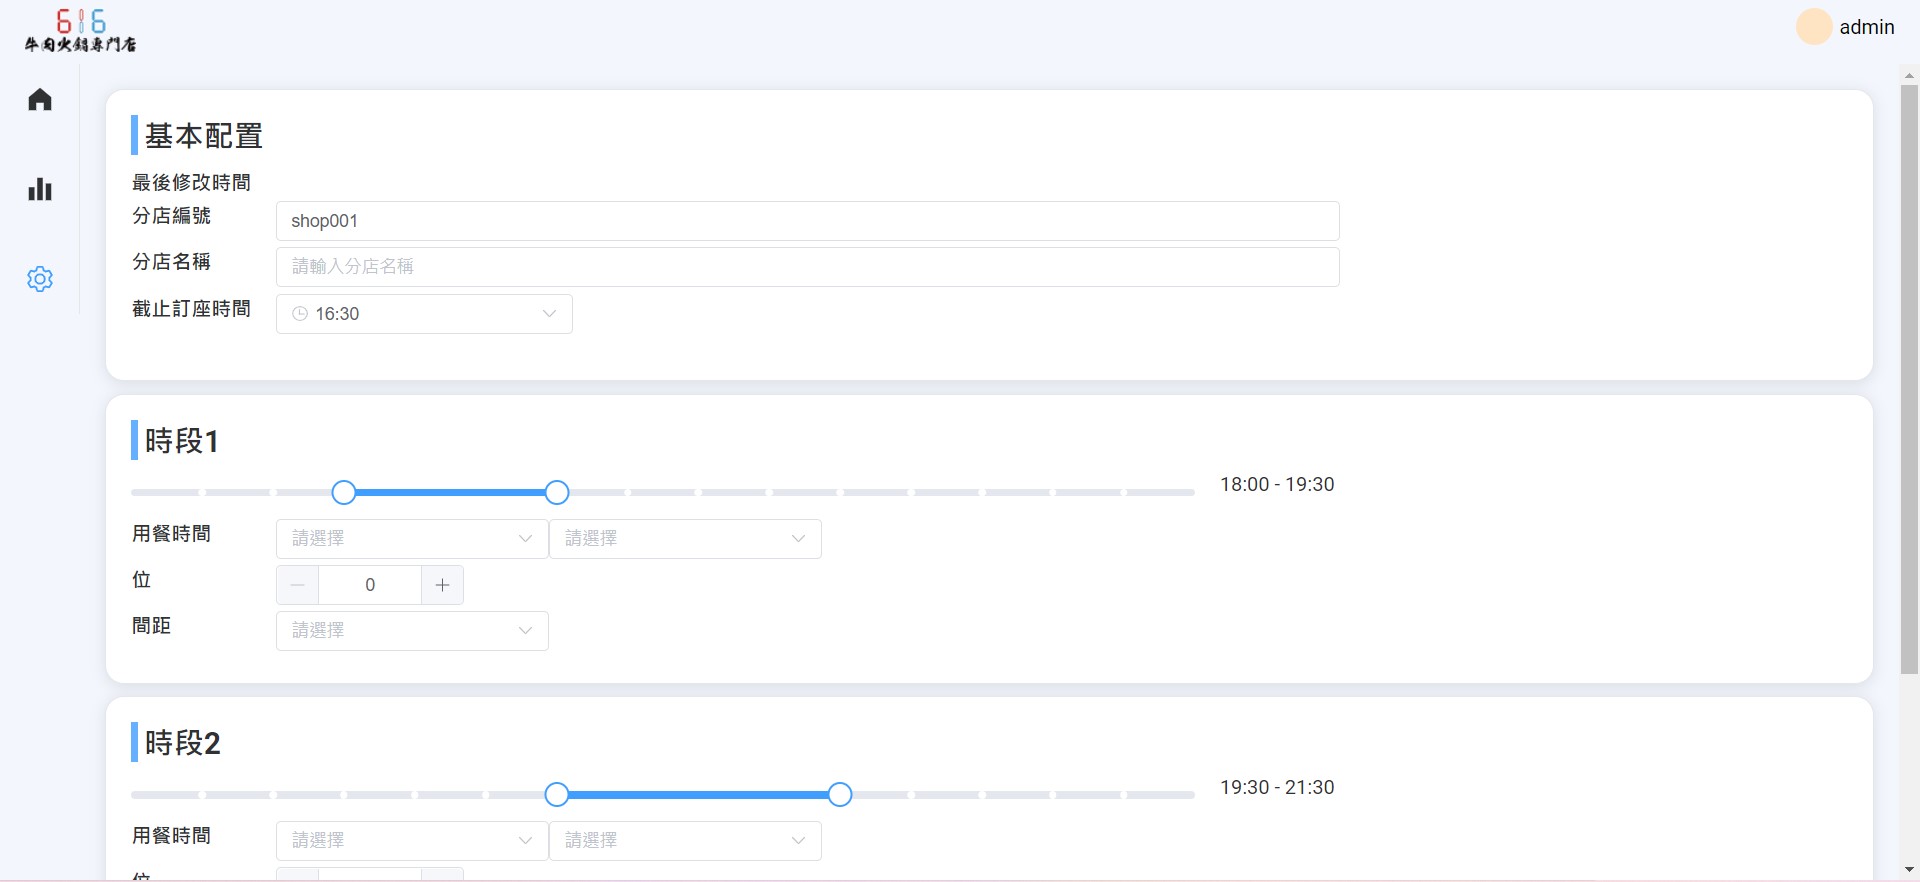 616
牛肉火鍋專門店
admin
基本配置
最後修改時間
分店編號
shop001
分店名稱
請輸入分店名稱
截止訂座時間
16:30
時段1
18:00 - 19:30
用餐時間
請選擇
請選擇
位
0
間距
請選擇
時段2
19:30 - 21:30
用餐時間
請選擇
請選擇
位